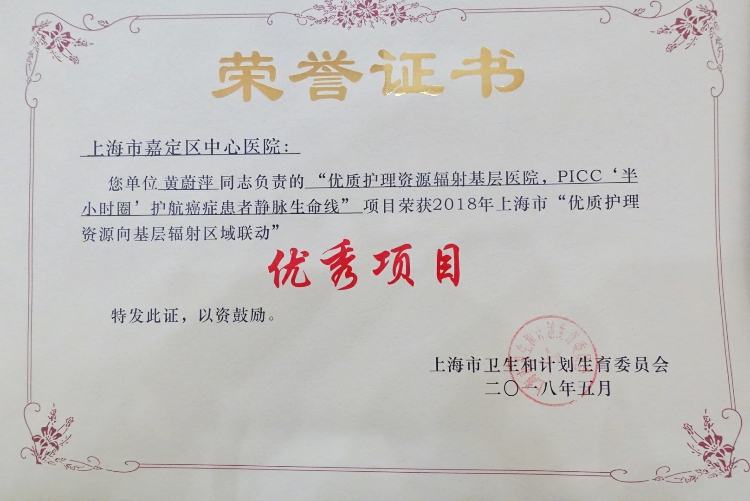 荣誉证书
上海市嘉定区中心医院：
您单位 黄蔚萍 同志负责的 “优质护理资源辐射基层医院，PICC ‘半
小时圈’ 护航癌症患者静脉生命线” 项目荣获2018年上海市 “优质护理
资源向基层辐射区域联动”
优秀项目
特发此证，以资鼓励。
上海市卫生和计划生育委员会
二〇一八年五月